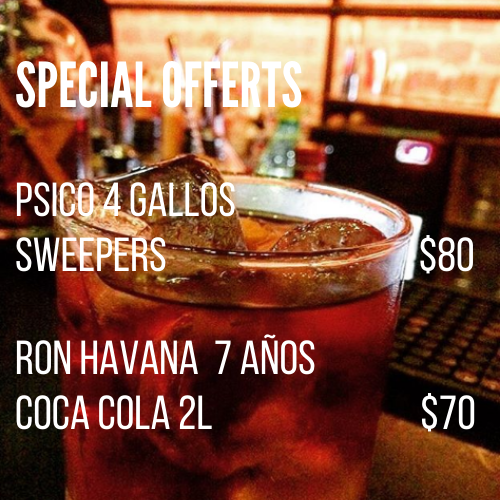 SPECIAL OFFERTS
PSICO 4 GALLOS
SWEEPERS $80
RON HAVANA 7 AÑOS
COCA COLA 2L $70